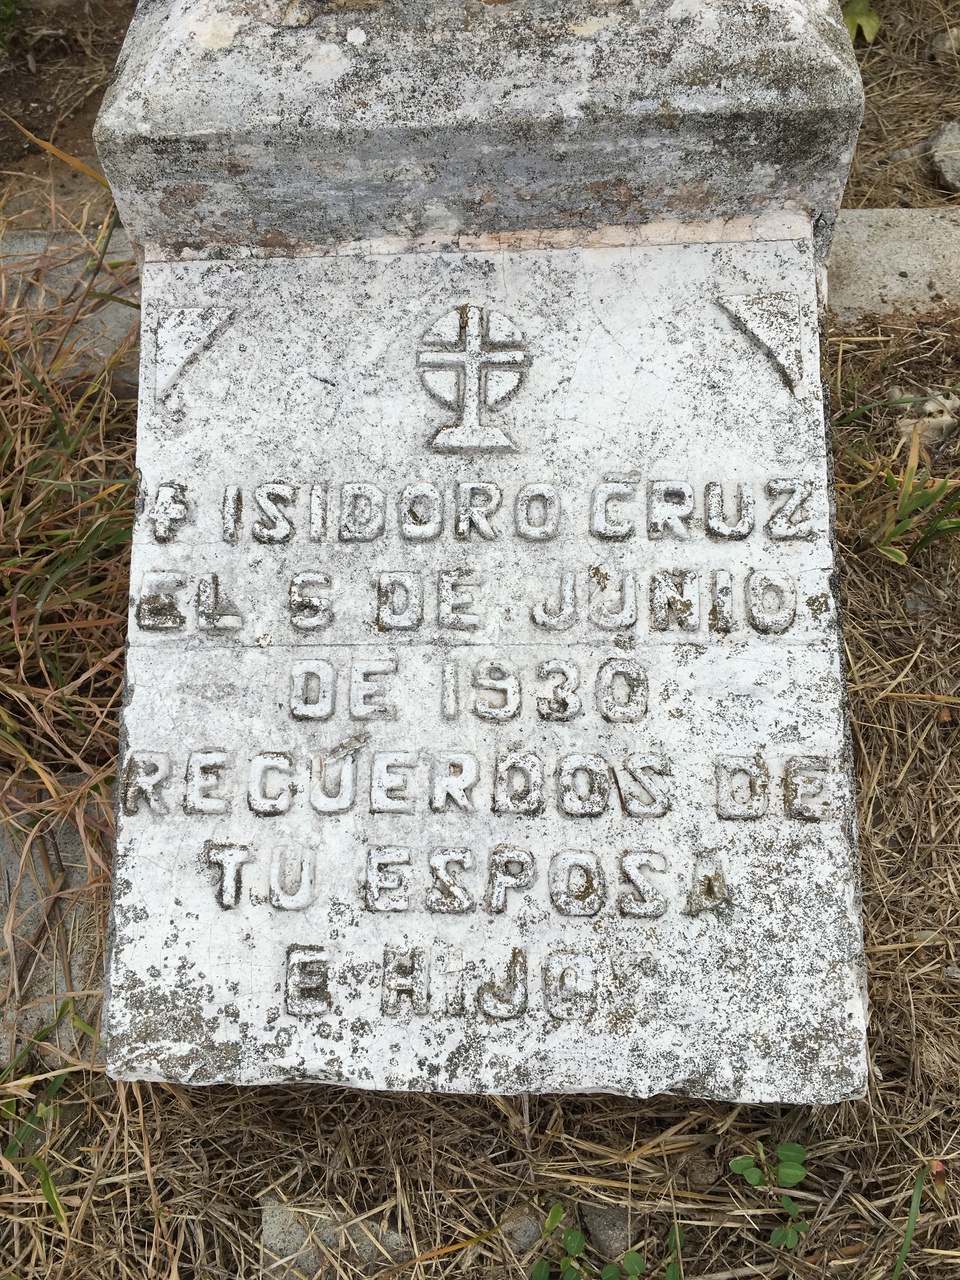 ✝ ISIDORO CRUZ
EL 5 DE JUNIO
DE 1930
RECUERDOS DE
TU ESPOSA
E HIJO